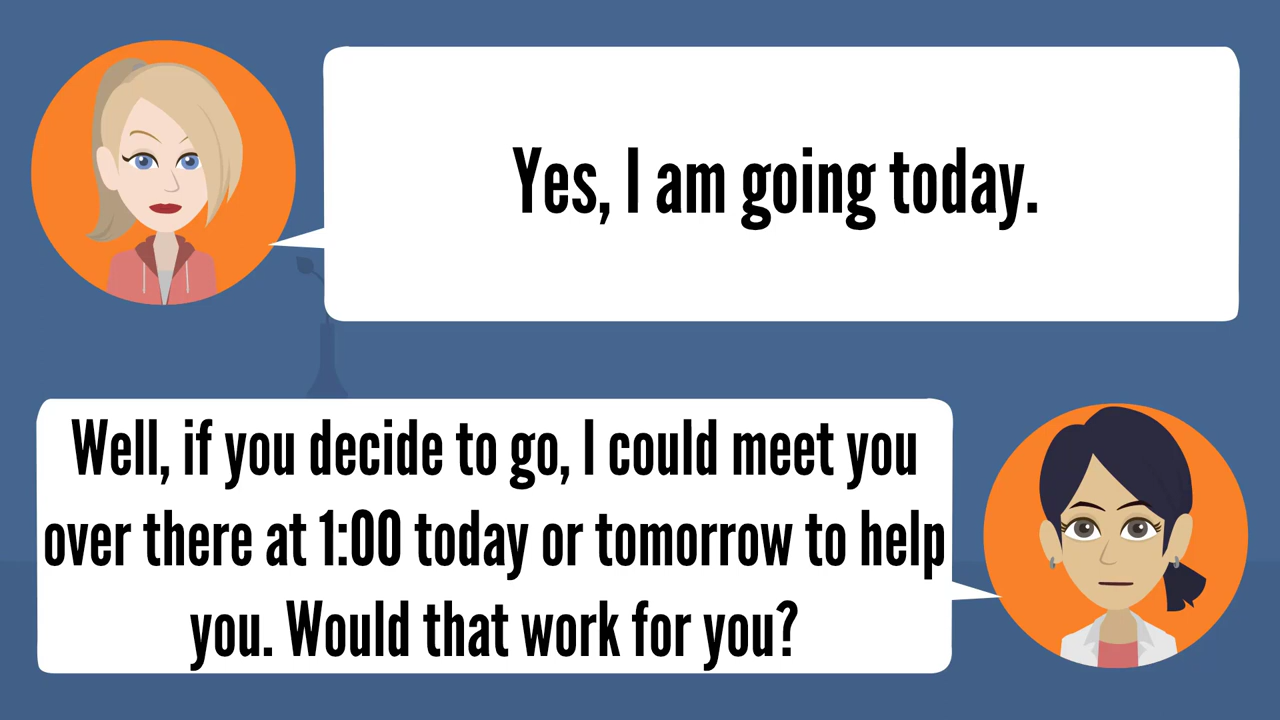 Yes, I am going today.
Well, if you decide to go, I could meet you
over there at 1:00 today or tomorrow to help
you. Would that work for you?